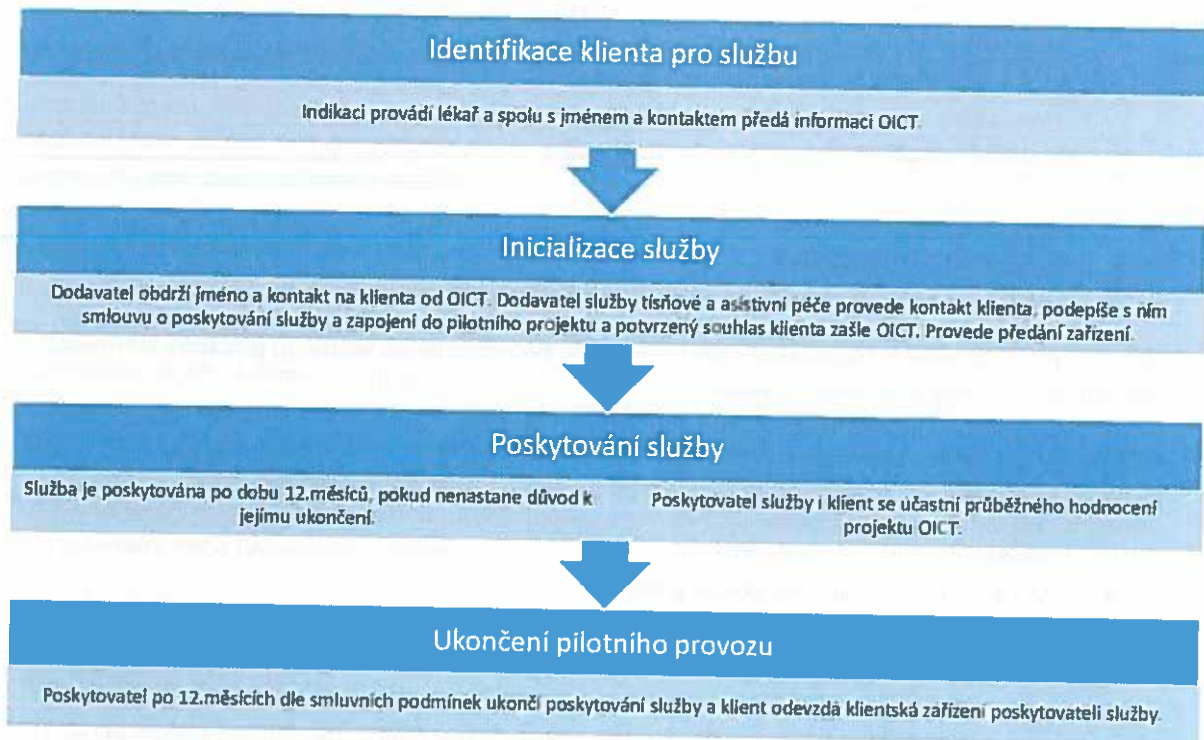 Identifikace klienta pro službu
Indikaci provádí lékař a spolu s jménem a kontaktem předá informaci OICT.
Inicializace služby
Dodavatel obdrží jméno a kontakt na klienta od OICT. Dodavatel služby tísňové a asistivní péče provede kontakt klienta, podepíše s ním
smlouvu o poskytování služby a zapojení do pilotního projektu a potvrzený souhlas klienta zašle OICT. Provede předání zařízení.
Poskytování služby
Služba je poskytována po dobu 12.měsíců, pokud nenastane důvod k
jejímu ukončení.
Poskytovatel služby i klient se účastní průběžného hodnocení
projektu OICT.
Ukončení pilotního provozu
Poskytovatel po 12.měsících dle smluvních podmínek ukončí poskytování služby a klient odevzdá klientská zařízení poskytovateli služby.